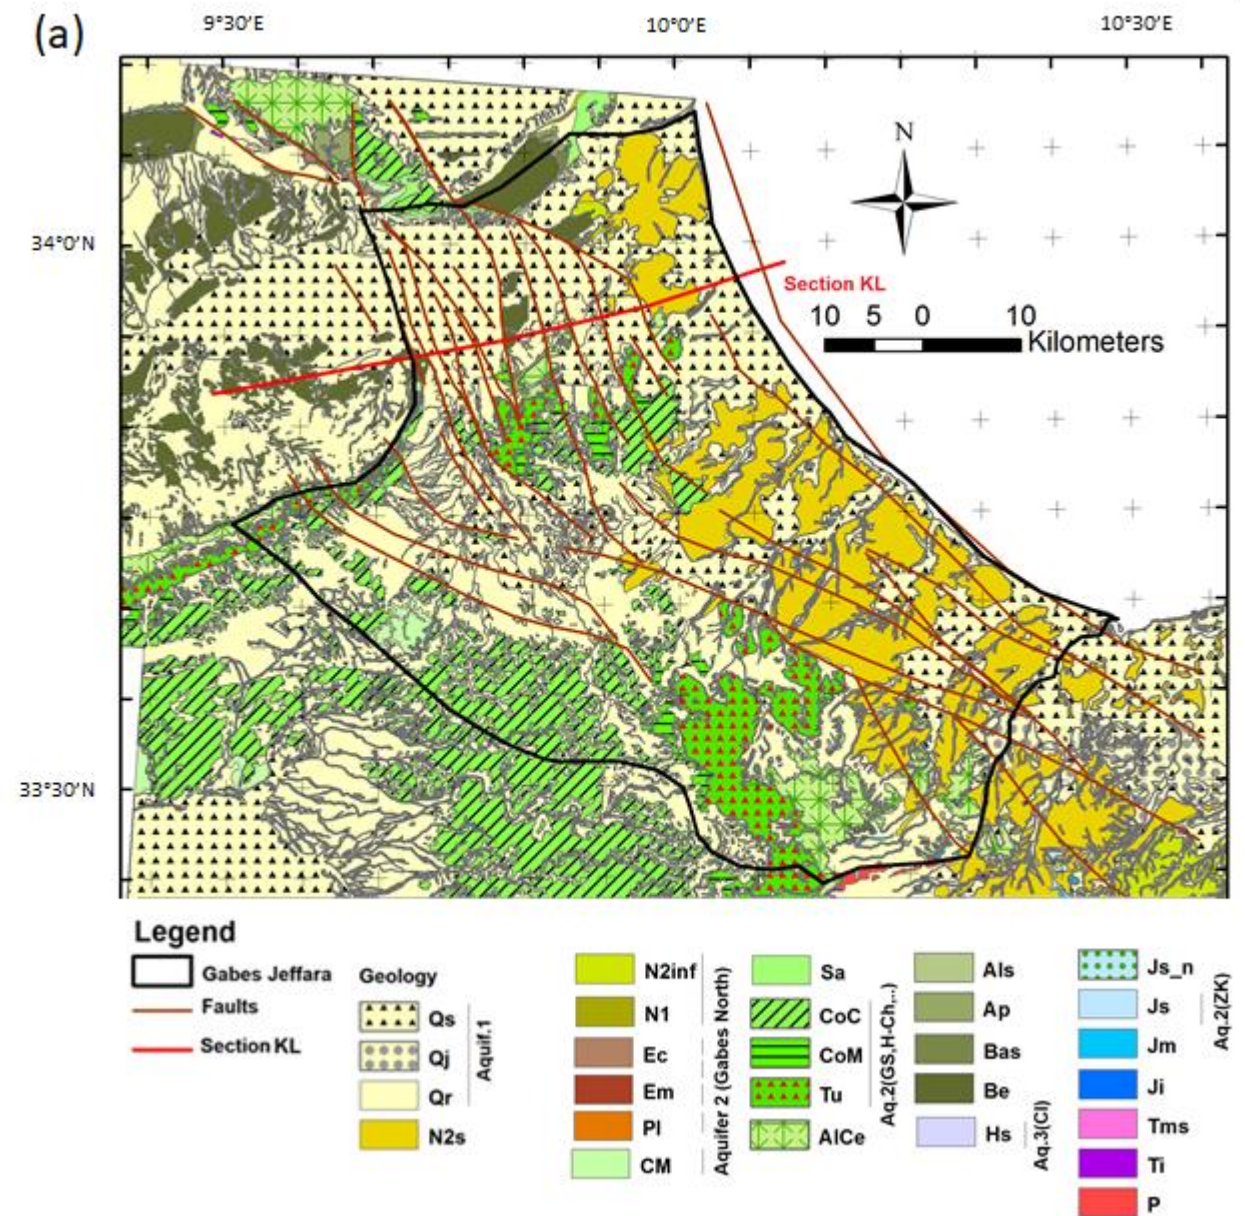 (a)
9°30'E
10°0'E
10°30'E
N
34°0'N
Section KL
10 5 0 10
Kilometers
33°30'N
Legend
Gabes Jeffara
Faults
Section KL
Geology
Qs
Qj
Qr
N2s
Aquif.1
N2inf
N1
Ec
Em
Pl
CM
Aquifer 2 (Gabes North)
Sa
CoC
CoM
Tu
AlCe
Aq.2(GS,H-Ch,..)
Als
Ap
Bas
Be
Hs
Aq.3(CI)
Js_n
Js
Jm
Ji
Tms
Ti
P
Aq.2(ZK)